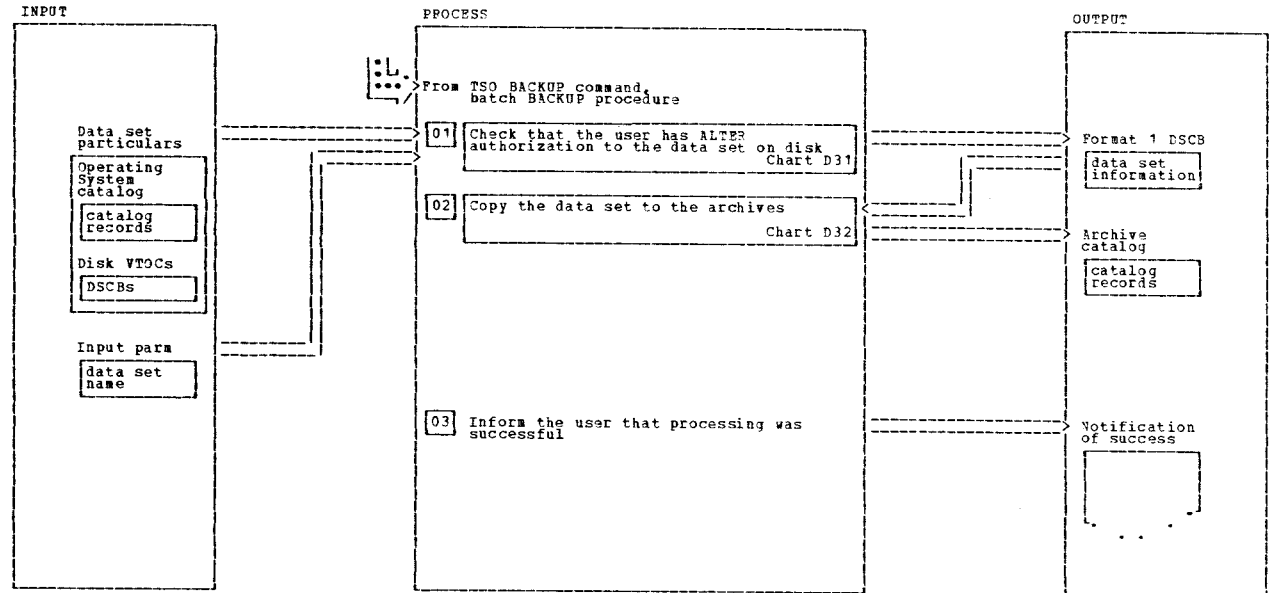 INPUT
Data set
particulars
Operating
System
catalog
catalog
records
Disk VTOCs
DSCBs
Input parm
data set
name
PROCESS
From TSO BACKUP command,
batch BACKUP procedure
01 Check that the user has ALTER
authorization to the data set on disk
Chart D31
02 Copy the data set to the archives
Chart D32
03 Inform the user that processing was
successful
OUTPUT
Format 1 DSCB
data set
information
Archive
catalog
catalog
records
Notification
of success